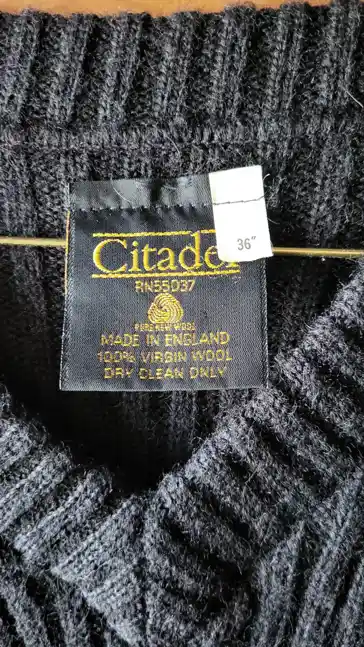 Citadel
36"
RN55037
PURE NEW WOOL
MADE IN ENGLAND
100% VIRGIN WOOL
DRY CLEAN ONLY